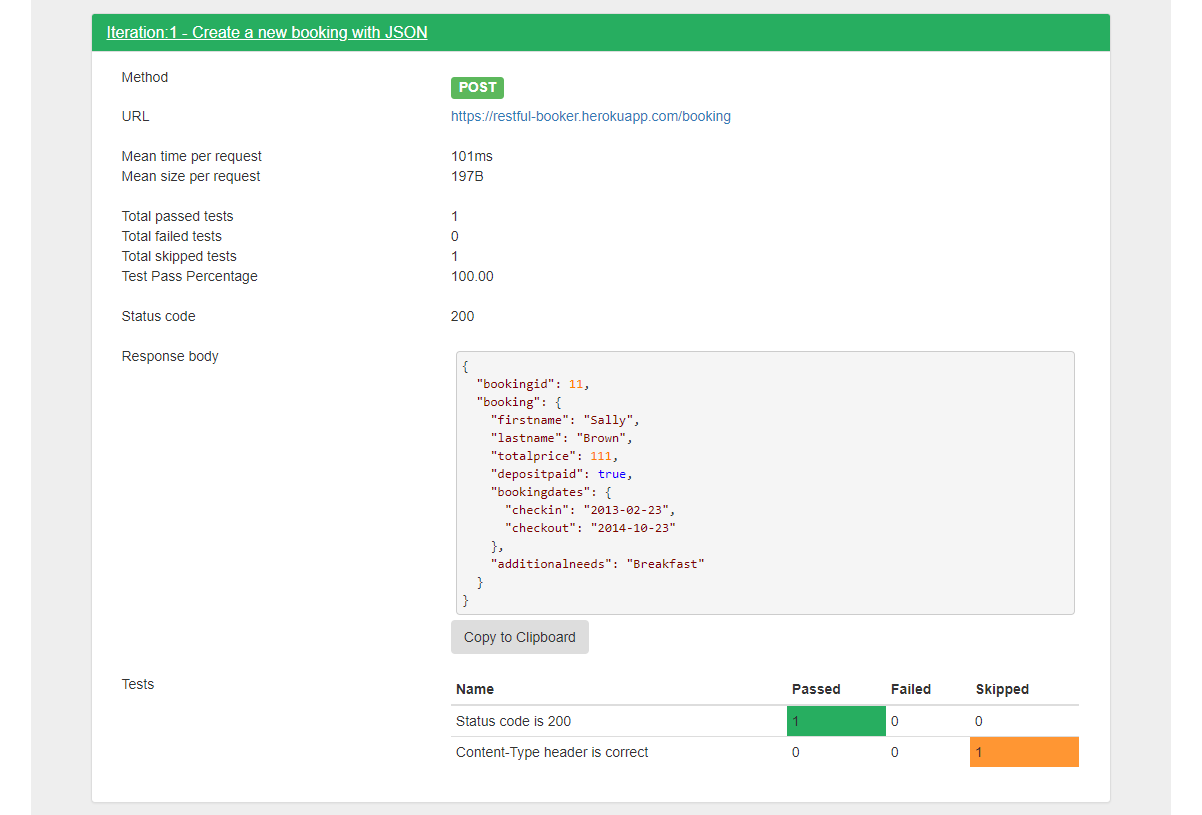 Iteration:1 - Create a new booking with JSON
Method POST
URL https://restful-booker.herokuapp.com/booking
Mean time per request 101ms
Mean size per request 197B
Total passed tests 1
Total failed tests 0
Total skipped tests 1
Test Pass Percentage 100.00
Status code 200
Response body
{
  "bookingid": 11,
  "booking": {
    "firstname": "Sally",
    "lastname": "Brown",
    "totalprice": 111,
    "depositpaid": true,
    "bookingdates": {
      "checkin": "2013-02-23",
      "checkout": "2014-10-23"
    },
    "additionalneeds": "Breakfast"
  }
}
Copy to Clipboard
Tests
Name Passed Failed Skipped
Status code is 200 1 0 0
Content-Type header is correct 0 0 1